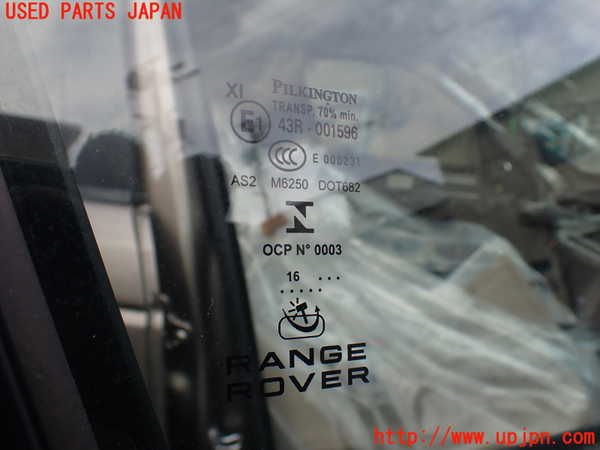 USED PARTS JAPAN
XI PILKINGTON
TRANSP. 70% min.
E1 43R - 001596
CCC E 000231
AS2 M6250 DOT682
N
OCP N° 0003
16 ...
.....
RANGE
ROVER
http://www.upjpn.com/